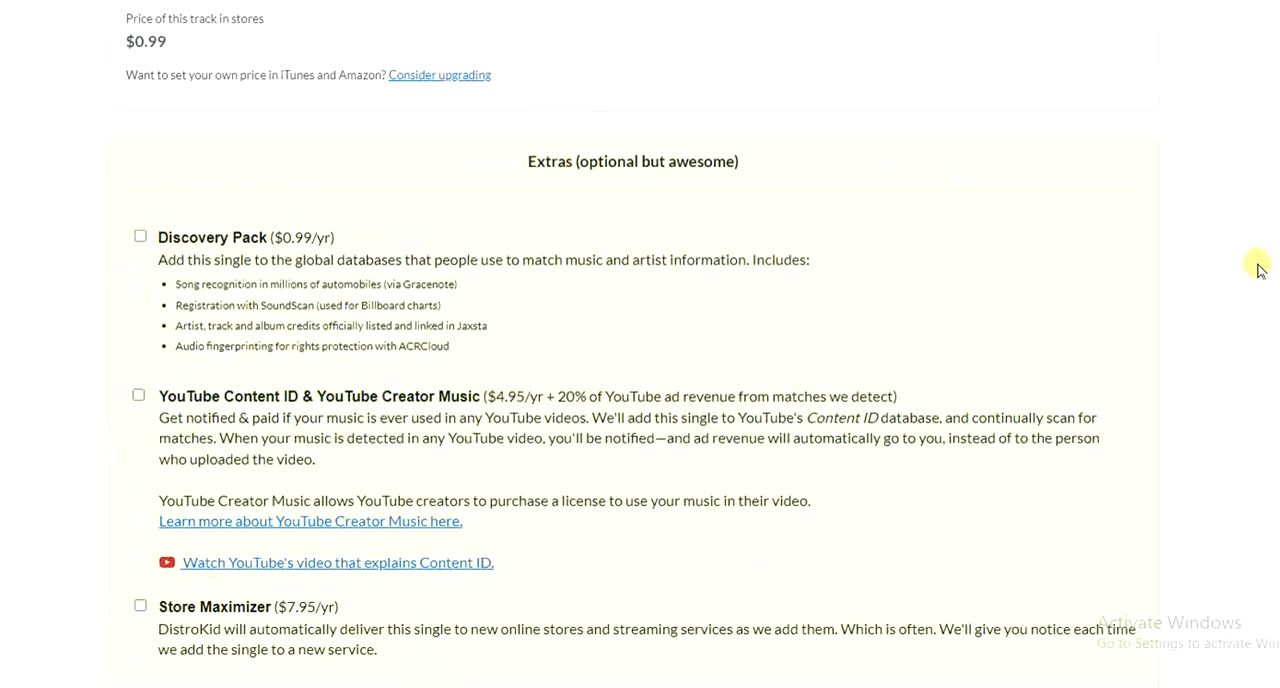 Price of this track in stores
$0.99
Want to set your own price in iTunes and Amazon? Consider upgrading
Extras (optional but awesome)
Discovery Pack ($0.99/yr)
Add this single to the global databases that people use to match music and artist information. Includes:
• Song recognition in millions of automobiles (via Gracenote)
• Registration with SoundScan (used for Billboard charts)
• Artist, track and album credits officially listed and linked in Jaxsta
• Audio fingerprinting for rights protection with ACRCloud
YouTube Content ID & YouTube Creator Music ($4.95/yr + 20% of YouTube ad revenue from matches we detect)
Get notified & paid if your music is ever used in any YouTube videos. We'll add this single to YouTube's Content ID database, and continually scan for
matches. When your music is detected in any YouTube video, you'll be notified—and ad revenue will automatically go to you, instead of to the person
who uploaded the video.
YouTube Creator Music allows YouTube creators to purchase a license to use your music in their video.
Learn more about YouTube Creator Music here.
Watch YouTube's video that explains Content ID.
Store Maximizer ($7.95/yr)
DistroKid will automatically deliver this single to new online stores and streaming services as we add them. Which is often. We'll give you notice each time
we add the single to a new service.
Activate Windows
Go to Settings to activate Win